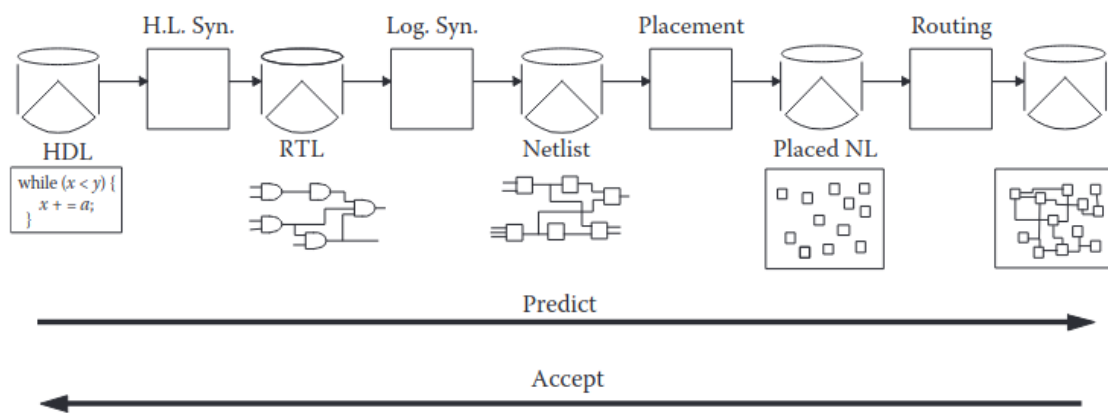 H.L. Syn.
Log. Syn.
Placement
Routing
HDL
RTL
Netlist
Placed NL
while (x < y) {
x + = a;
}
Predict
Accept